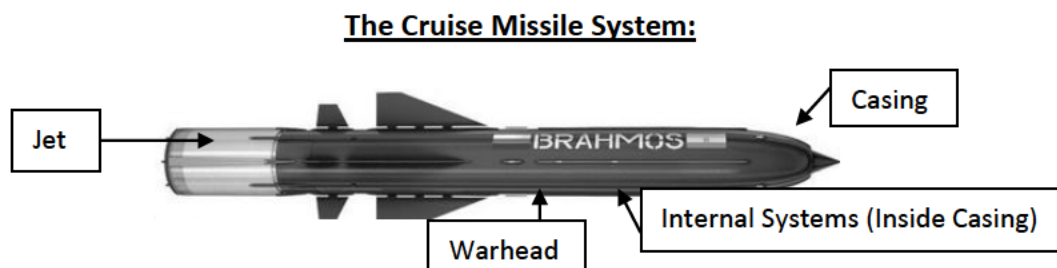 The Cruise Missile System:
Casing
Jet
BRAHMOS
Internal Systems (Inside Casing)
Warhead